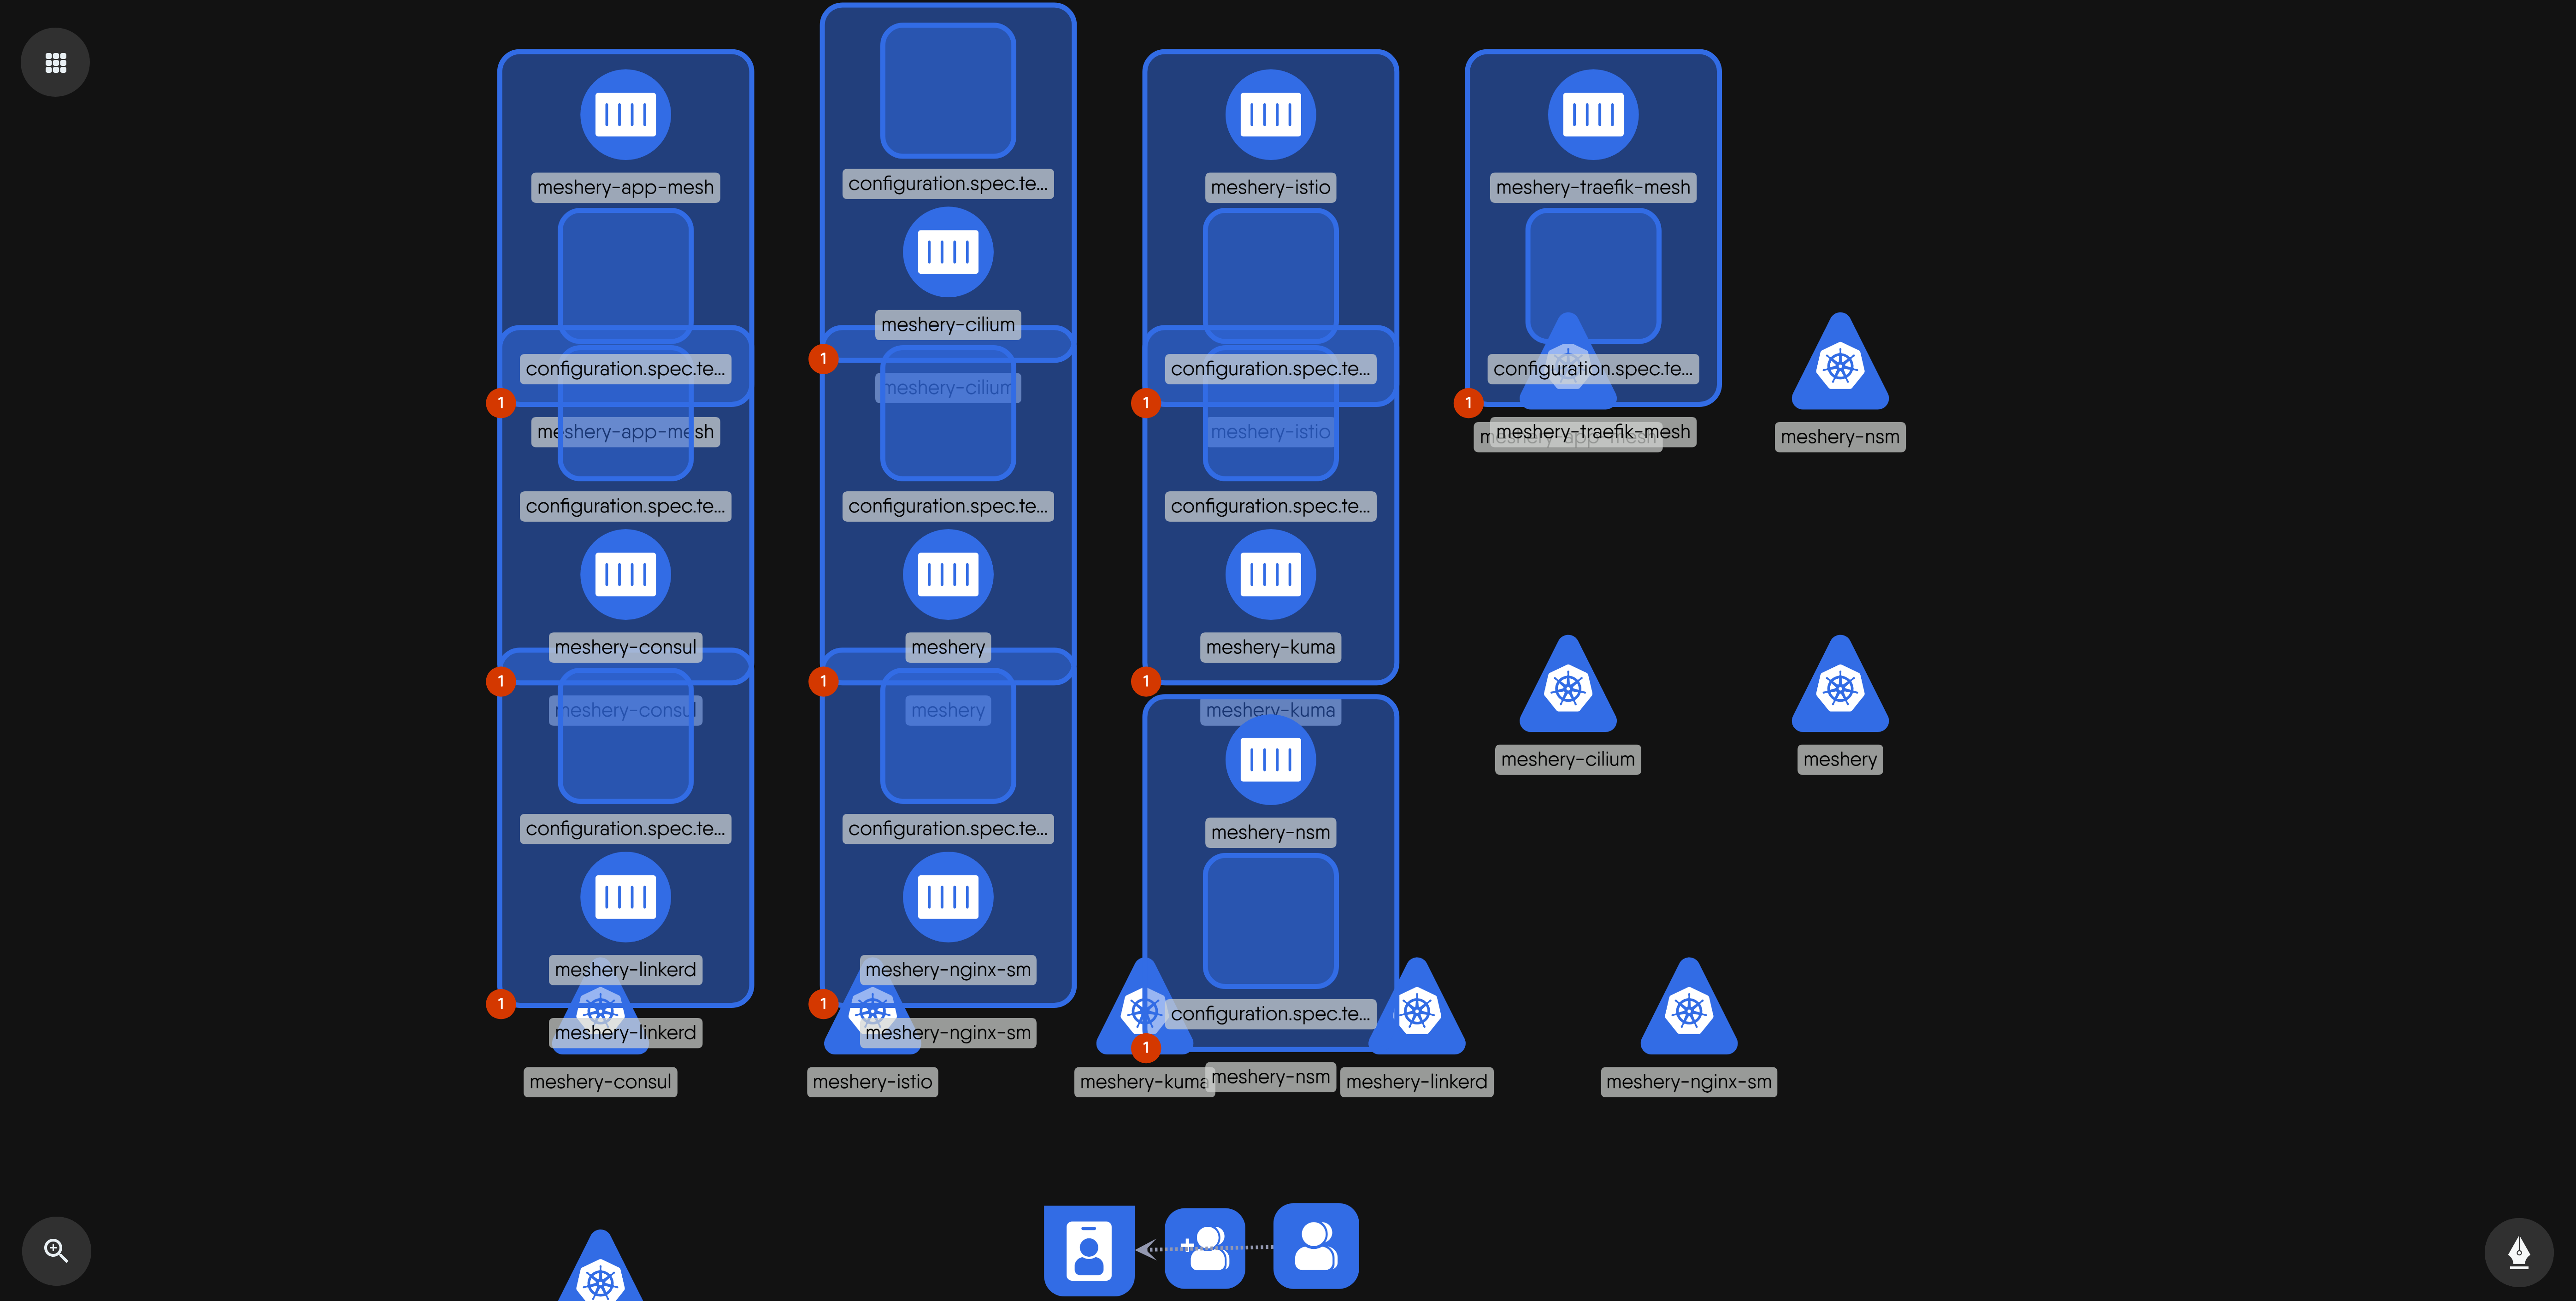 meshery-app-mesh
configuration.spec.te...
1
meshery-app-mesh
configuration.spec.te...
meshery-consul
1
meshery-consul
configuration.spec.te...
meshery-linkerd
1
meshery-linkerd
meshery-consul
configuration.spec.te...
meshery-cilium
1
meshery-cilium
configuration.spec.te...
meshery
1
meshery
configuration.spec.te...
meshery-nginx-sm
1
meshery-nginx-sm
meshery-istio
meshery-istio
configuration.spec.te...
1
meshery-istio
configuration.spec.te...
meshery-kuma
1
meshery-kuma
meshery-nsm
configuration.spec.te...
1
meshery-kuma
meshery-nsm
meshery-linkerd
meshery-traefik-mesh
configuration.spec.te...
1
meshery-traefik-mesh
meshery-app-mesh
meshery-nsm
meshery-cilium
meshery
meshery-nginx-sm